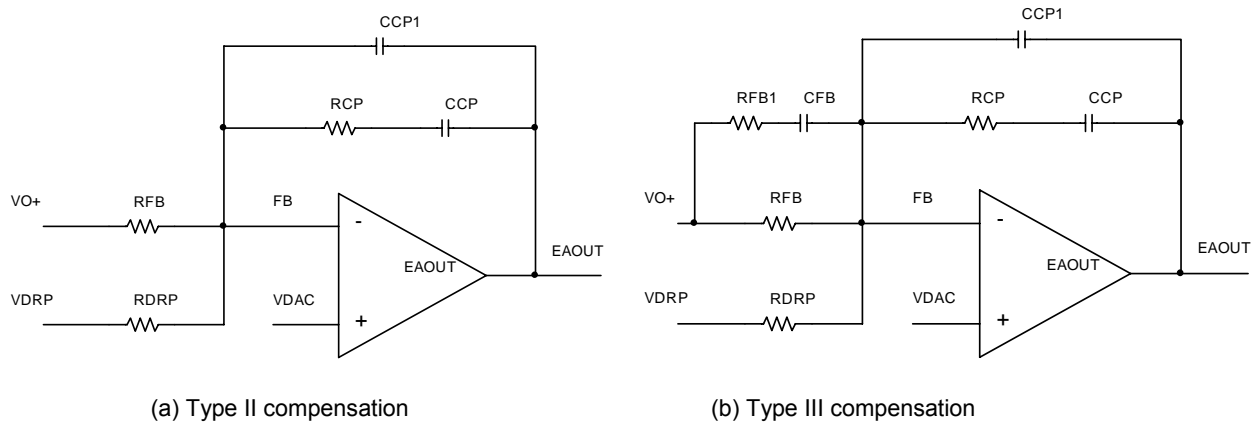 CCP1
RCP CCP
VO+ RFB FB
-
EAOUT EAOUT
VDRP RDRP VDAC
+
(a) Type II compensation
CCP1
RFB1 CFB RCP CCP
VO+ RFB FB
-
EAOUT EAOUT
VDRP RDRP VDAC
+
(b) Type III compensation